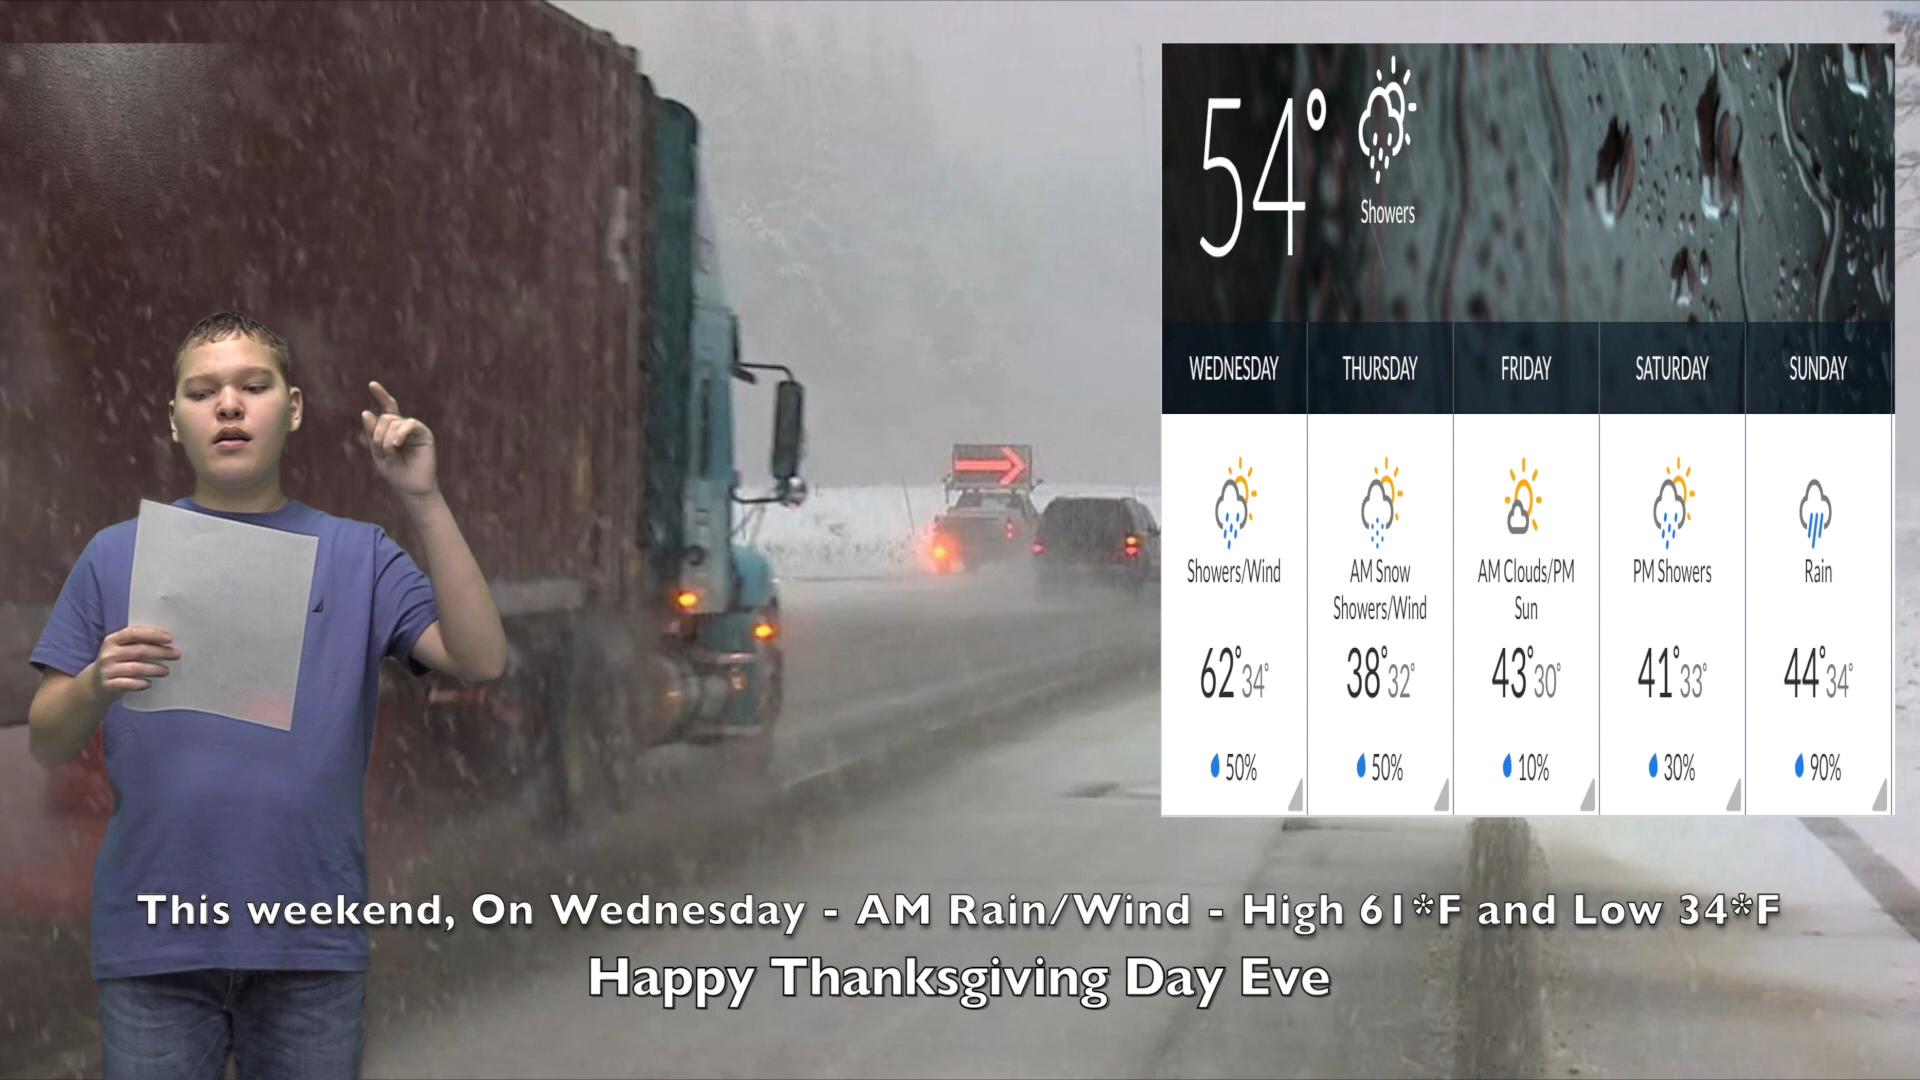 54°
Showers
WEDNESDAY THURSDAY FRIDAY SATURDAY SUNDAY
Showers/Wind
AM Snow
Showers/Wind
AM Clouds/PM
Sun
PM Showers
Rain
62° 34° 38° 32° 43° 30° 41° 33° 44° 34°
50% 50% 10% 30% 90%
This weekend, On Wednesday - AM Rain/Wind - High 61*F and Low 34*F
Happy Thanksgiving Day Eve